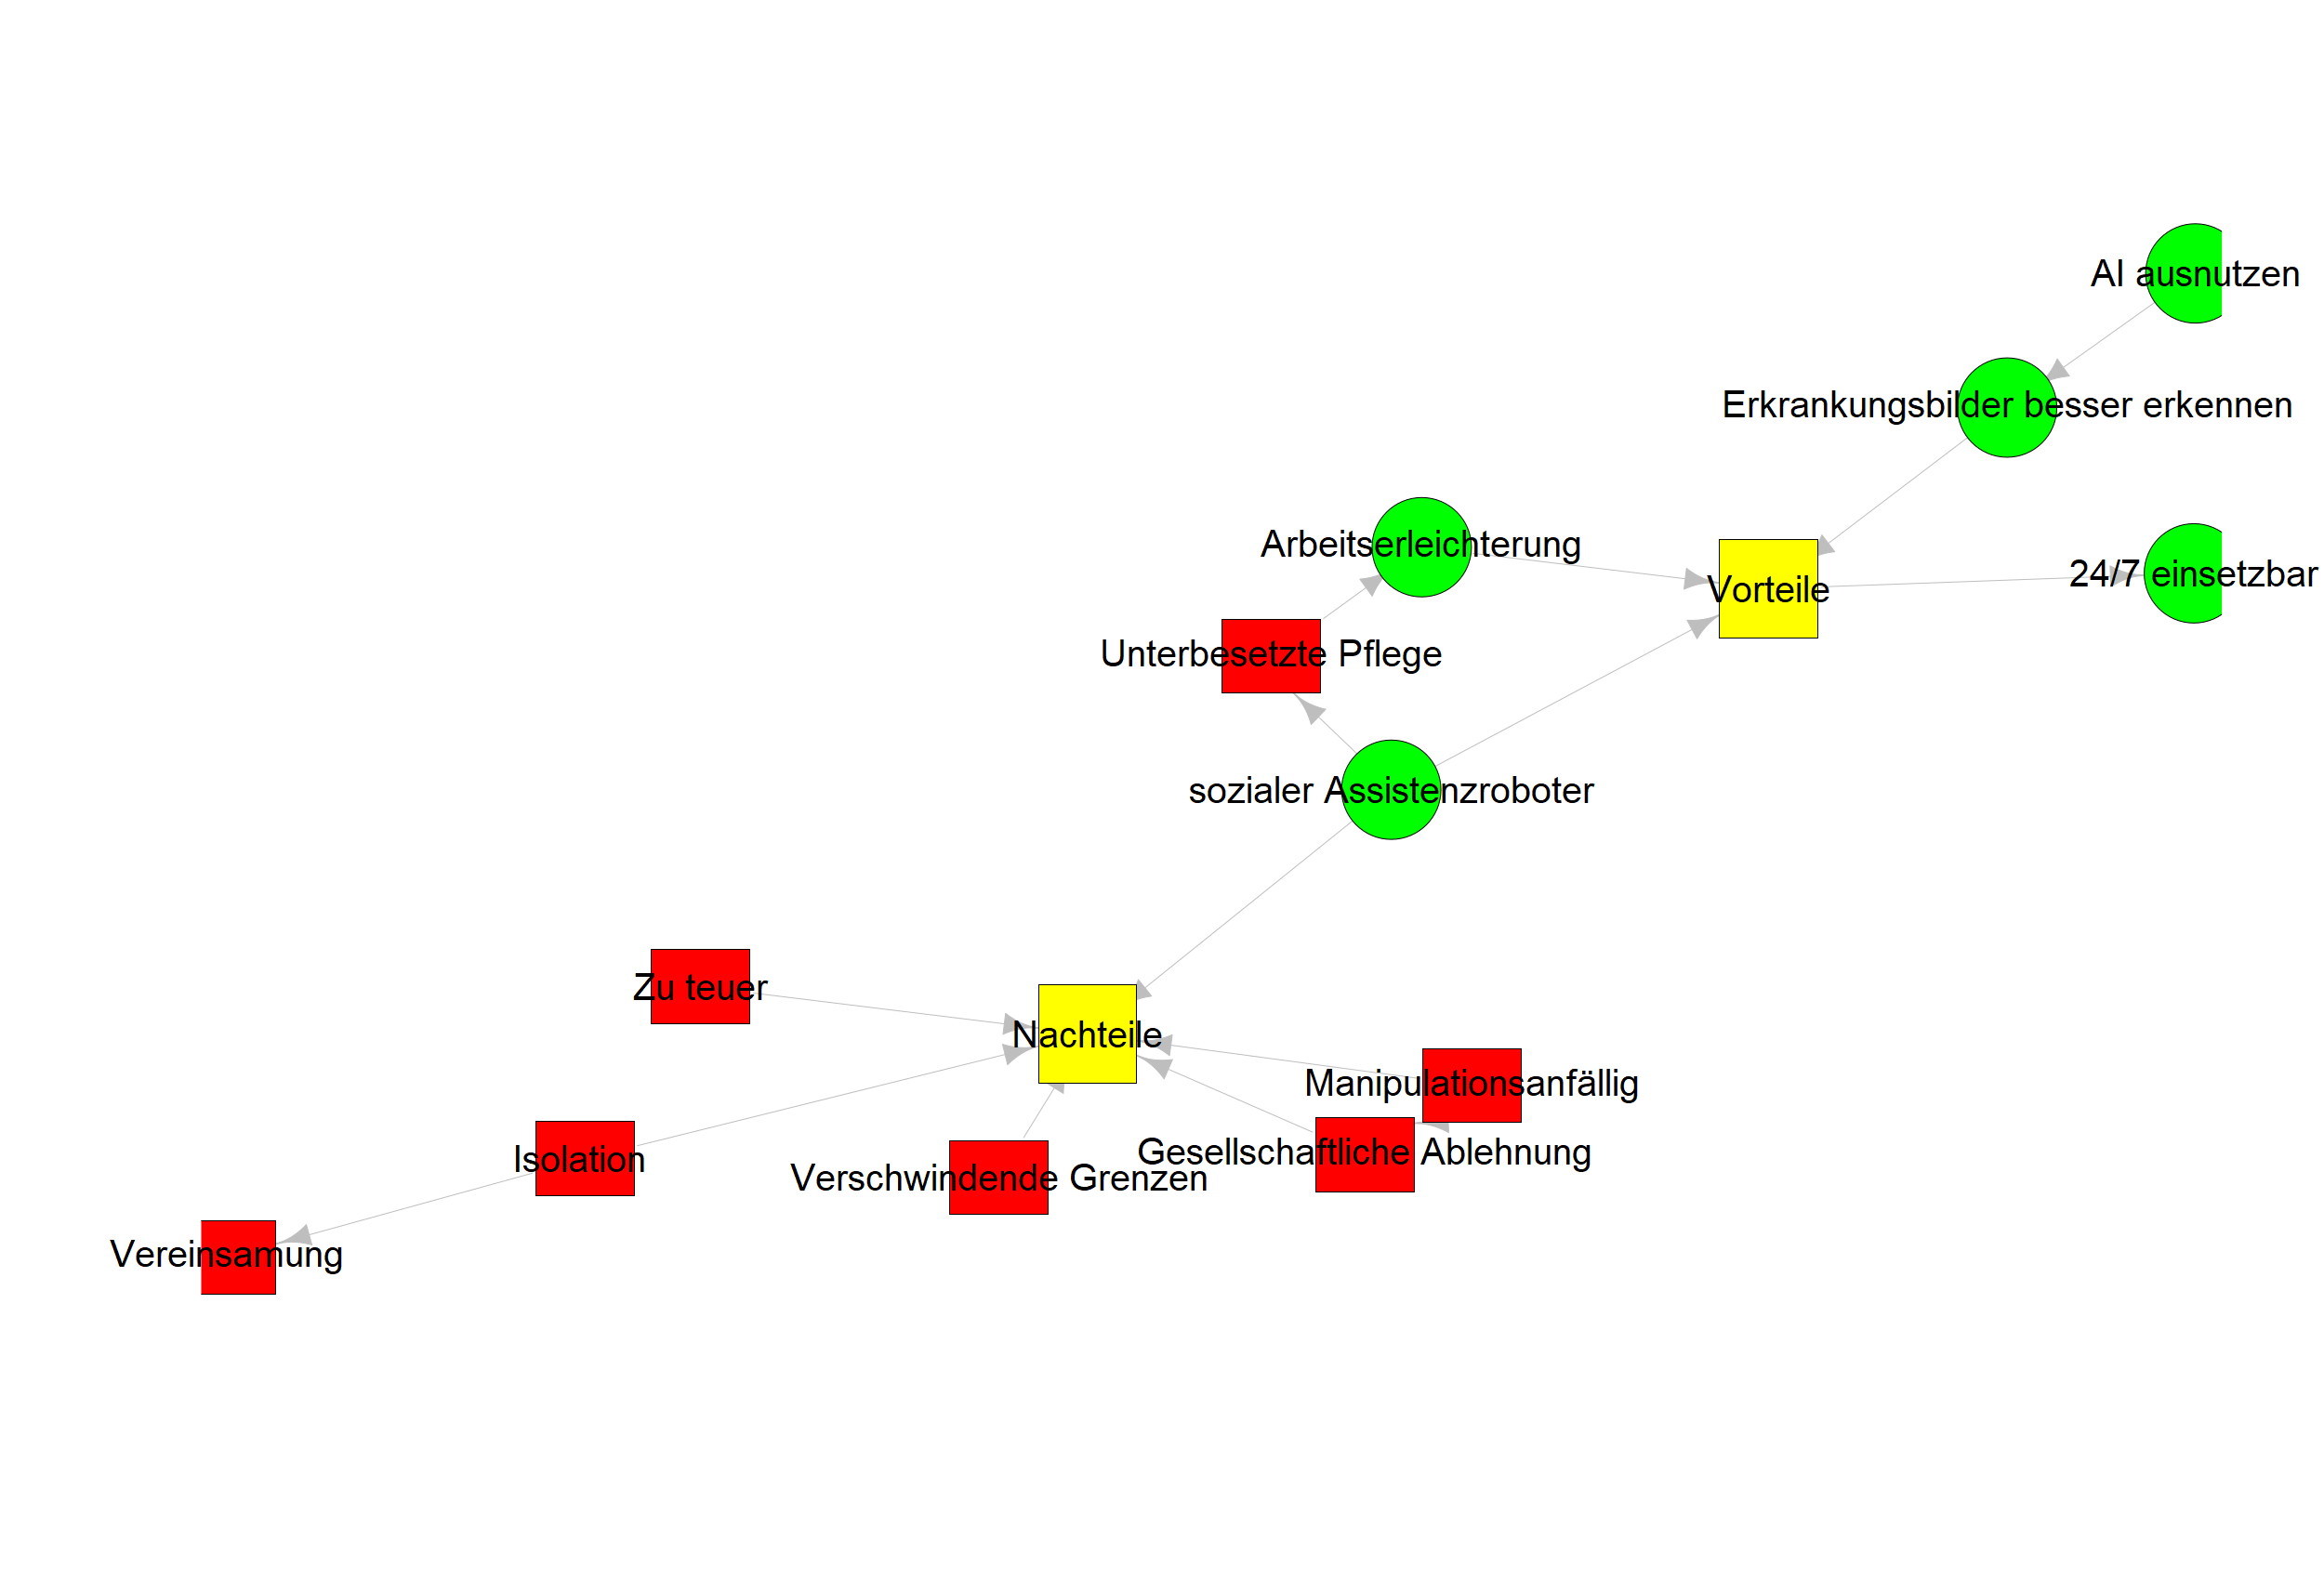 AI ausnutzen
Erkrankungsbilder besser erkennen
Arbeitserleichterung
24/7 einsetzbar
Vorteile
Unterbesetzte Pflege
sozialer Assistenzroboter
Zu teuer
Nachteile
Manipulationsanfällig
Gesellschaftliche Ablehnung
Isolation
Verschwindende Grenzen
Vereinsamung